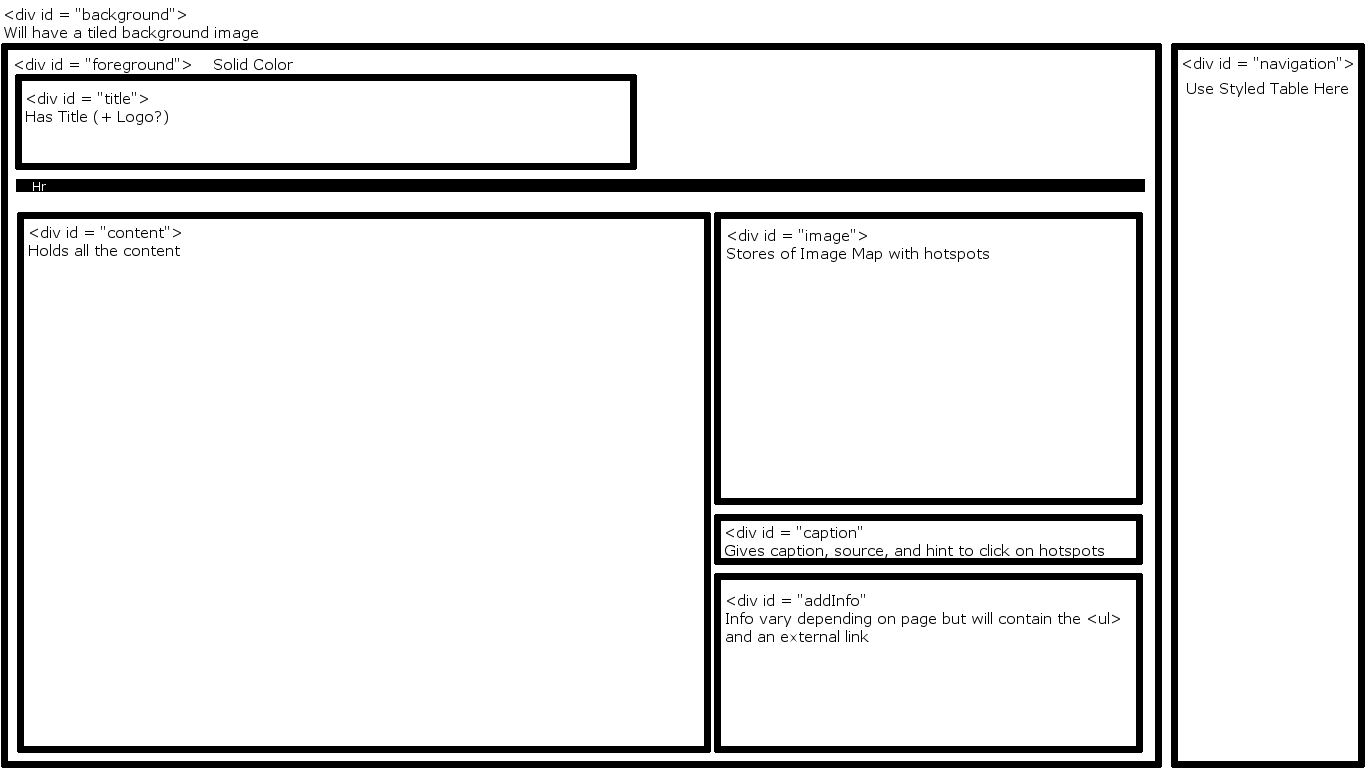 <div id = "background">
Will have a tiled background image
<div id = "foreground"> Solid Color
<div id = "title">
Has Title (+ Logo?)
Hr
<div id = "content">
Holds all the content
<div id = "image">
Stores of Image Map with hotspots
<div id = "caption"
Gives caption, source, and hint to click on hotspots
<div id = "addInfo"
Info vary depending on page but will contain the <ul>
and an external link
<div id = "navigation">
Use Styled Table Here